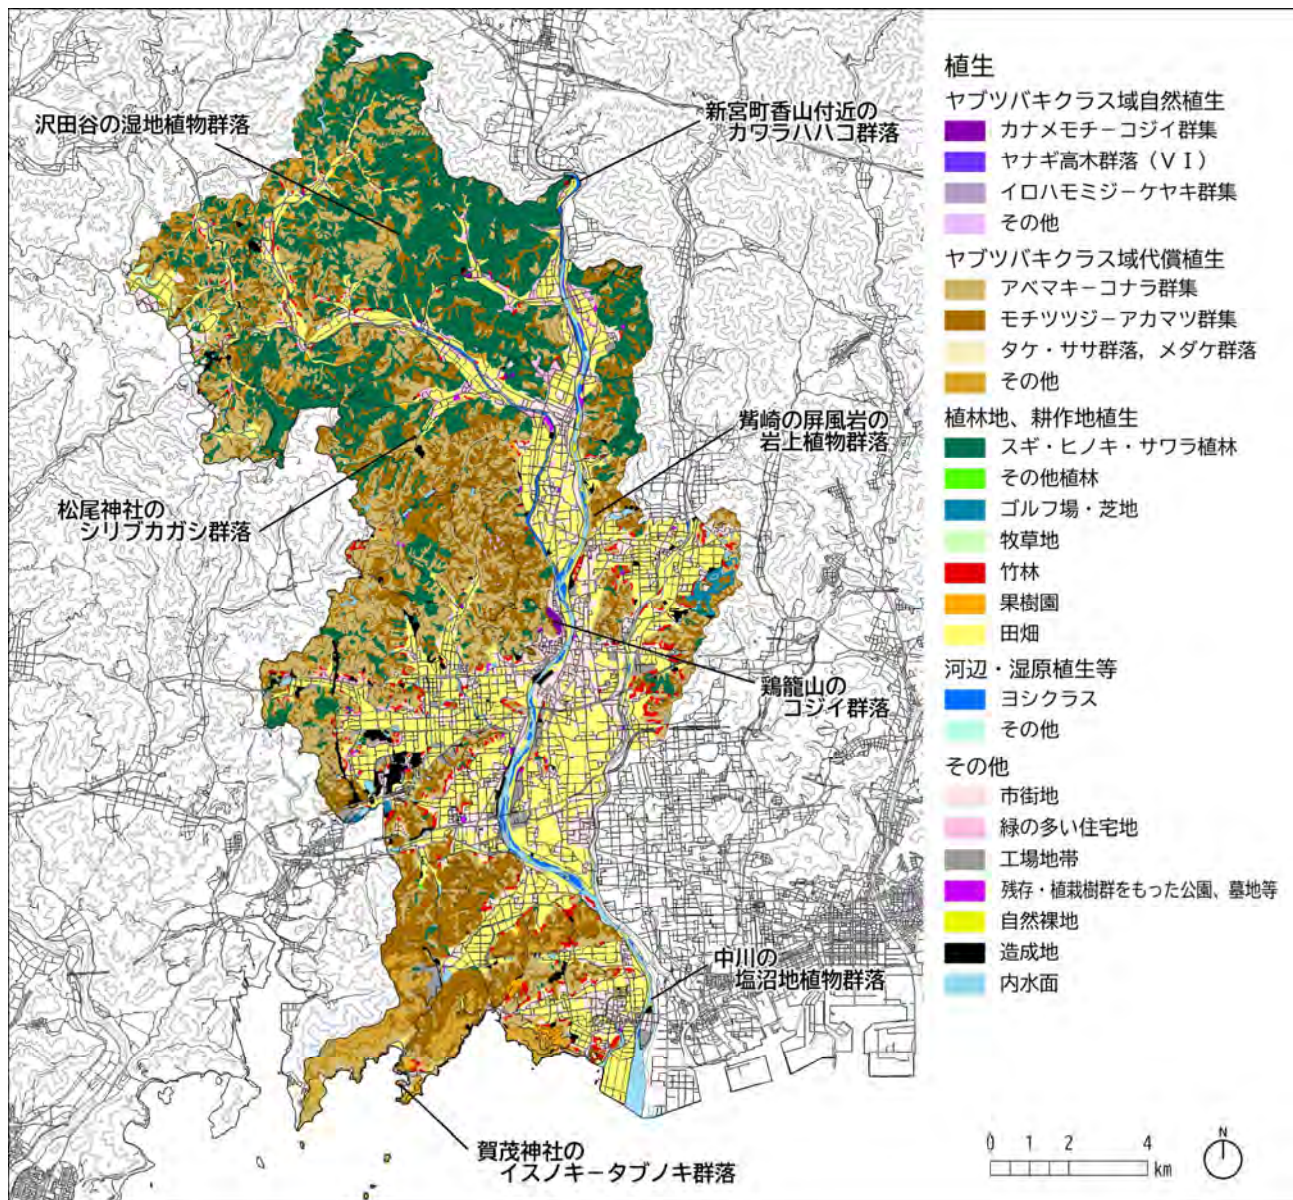 沢田谷の湿地植物群落
新宮町香山付近の
カワラハハコ群落
觜崎の屏風岩の
岩上植物群落
松尾神社の
シリブカガシ群落
鶏籠山の
コジイ群落
中川の
塩沼地植物群落
賀茂神社の
イスノキータブノキ群落
植生
ヤブツバキクラス域自然植生
カナメモチーコジイ群集
ヤナギ高木群落（ＶＩ）
イロハモミジーケヤキ群集
その他
ヤブツバキクラス域代償植生
アベマキーコナラ群集
モチツツジーアカマツ群集
タケ・ササ群落，メダケ群落
その他
植林地、耕作地植生
スギ・ヒノキ・サワラ植林
その他植林
ゴルフ場・芝地
牧草地
竹林
果樹園
田畑
河辺・湿原植生等
ヨシクラス
その他
その他
市街地
緑の多い住宅地
工場地帯
残存・植栽樹群をもった公園、墓地等
自然裸地
造成地
内水面
0 1 2 4
km
N